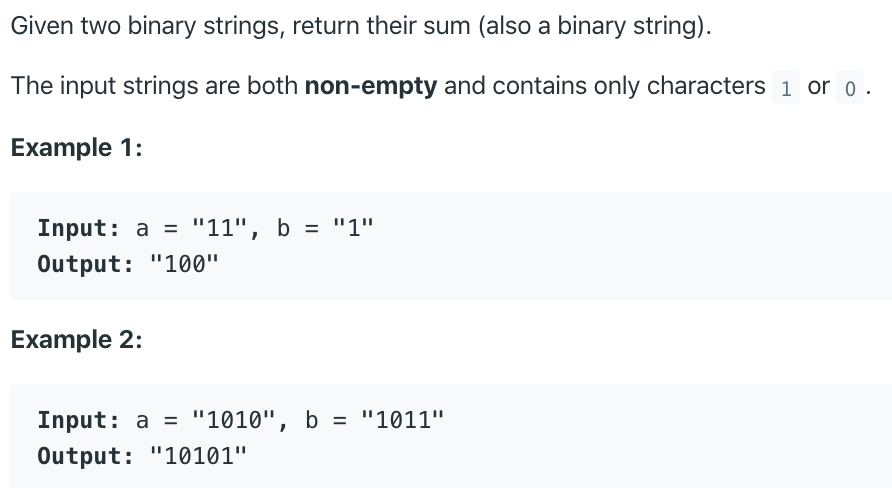 Given two binary strings, return their sum (also a binary string).
The input strings are both non-empty and contains only characters 1 or 0 .
Example 1:
Input: a = "11", b = "1"
Output: "100"
Example 2:
Input: a = "1010", b = "1011"
Output: "10101"